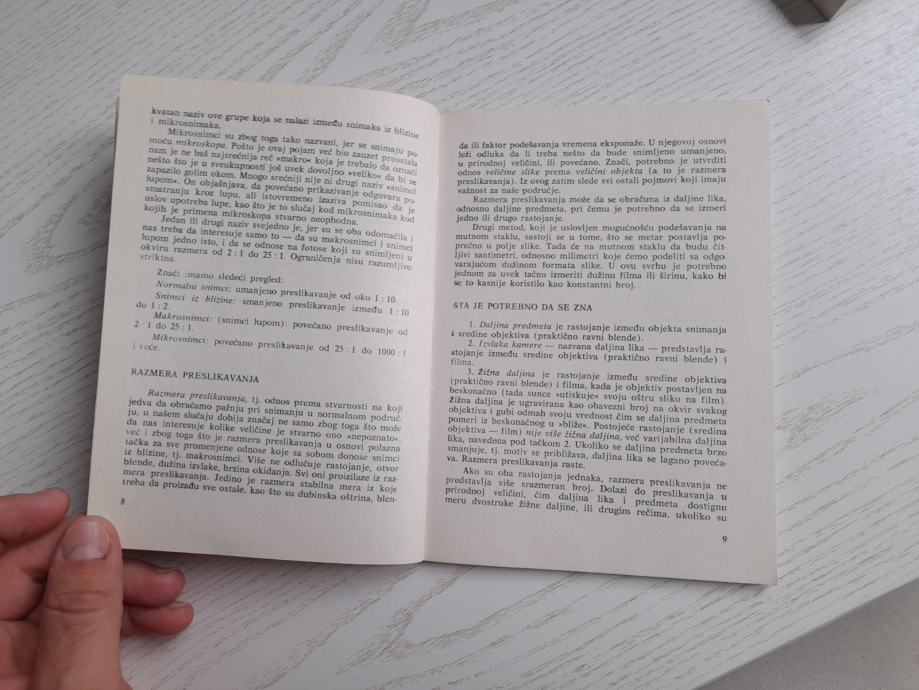 kvatan naziv ove grupe koja se nalazi između snimaka iz blizine
i mikrosnimaka.
Mikrosnimci su zbog toga tako nazvani, jer se snimaju po-
moću mikroskopa. Pošto je ovaj pojam već bio zauzet preostala
nam je ne baš najsrećnija reč »makro« koja je trebalo da označi
nešto što je u sveukupnosti još uvek dovoljno »veliko« da bi se
zapazilo golim okom. Mnogo srećniji nije ni drugi naziv »snimci
lupom«. On objašnjava, da povećano prikazivanje odgovara po-
smatranju kroz lupu, ali istovremeno izaziva pomisao da je
uslov upotreba lupe, kao što je to slučaj kod mikrosnimaka kod
kojih je primena mikroskopa stvarno neophodna.
Jedan ili drugi naziv svejedno je, jer su se oba odomaćila i
nas treba da interesuje samo to — da su makrosnimci i snimci
lupom jedno isto, i da se odnose na fotose koji su snimljeni u
okviru razmera od 2 : 1 do 25 : 1. Ograničenja nisu razumljivo
striktna.
Znači imamo sledeći pregled:
Normalni snimci: umanjeno preslikavanje od oko 1 : 10.
Snimci iz blizine: smanjeno preslikavanje između 1 : 10
do 1 : 2.
Makrosnimci: (snimci lupom): povećano preslikavanje od
2 : 1 do 25 : 1.
Mikrosnimci: povećano preslikavanje od 25 : 1 do 1000 : 1
i veće.
RAZMERA PRESLIKAVANJA
Razmera preslikavanja, tj. odnos prema stvarnosti na koji
jedva da obraćamo pažnju pri snimanju u normalnom područ-
ju, u našem slučaju dobija značaj ne samo zbog toga što može
da nas interesuje kolike veličine je stvarno ono »nepoznato«,
već i zbog toga što je razmera preslikavanja u osnovi polazna
tačka za sve promenjene odnose koje sa sobom donose snimci
iz blizine, tj. makrosnimci. Više ne odlučuje rastojanje, otvor
blende, dužina izvlake, brzina okidanja. Svi oni proizilaze iz raz-
mera preslikavanja. Jedino je razmera stabilna mera iz koje
treba da proizađu sve ostale, kao što su dubinska oštrina, blen-
8
da ili faktor podešavanja vremena eksponaže. U njegovoj osnovi
leži odluka da li treba nešto da bude snimljeno umanjeno,
u prirodnoj veličini, ili povećano. Znači, potrebno je utvrditi
odnos veličine slike prema veličini objekta (a to je razmera
preslikavanja). Iz ovog zatim slede svi ostali pojmovi koji imaju
važnost za naše područje.
Razmera preslikavanja može da se obračuna iz daljine lika,
odnosno daljine predmeta, pri čemu je potrebno da se izmeri
jedno ili drugo rastojanje.
Drugi metod, koji je uslovljen mogućnošću podešavanja na
mutnom staklu, sastoji se u tome, što se metar postavlja po-
prečno u polje slike. Tada će na mutnom staklu da budu čit-
ljivi santimetri, odnosno milimetri koje ćemo podeliti sa odgo-
varajućom dužinom formata slike. U ovu svrhu je potrebno
jednom za uvek tačno izmeriti dužinu filma ili širinu, kako bi
se to kasnije koristilo kao konstantni broj.
ŠTA JE POTREBNO DA SE ZNA
1. Daljina predmeta je rastojanje između objekta snimanja
i sredine objektiva (praktično ravni blende).
2. Izvlaka kamere — nazvana daljina lika — predstavlja ra-
stojanje između sredine objektiva (praktično ravni blende) i
filma.
3. Žižna daljina je rastojanje između sredine objektiva
(praktično ravni blende) i filma, kada je objektiv postavljen na
beskonačno (tada sunce »utiskuje« svoju oštru sliku na film).
Žižna daljina je ugravirana kao obavezni broj na okvir svakog
objektiva i gubi odmah svoju vrednost čim se daljina predmeta
pomeri iz beskonačnog u »bliže«. Postojeće rastojanje (sredina
objektiva — film) nije više žižna daljina, već varijabilna daljina
lika, navedena pod tačkom 2. Ukoliko se daljina predmeta brzo
smanjuje, tj. motiv se približava, daljina lika se lagano poveća-
va. Razmera preslikavanja raste.
Ako su oba rastojanja jednaka, razmera preslikavanja ne
predstavlja više srazmeran broj. Dolazi do preslikavanja u
prirodnoj veličini, čim daljina lika i predmeta dostignu
meru dvostruke žižne daljine, ili drugim rečima, ukoliko su
9